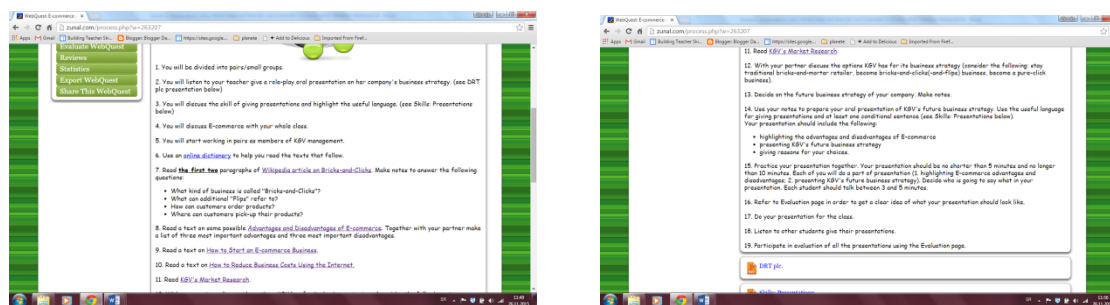 WebQuest: E-commerce
zunal.com/process.php?w=263207
Apps
Gmail
Building Teacher Ski...
Blogger: Blogger Da...
https://sites.google...
planete
Add to Delicious
Imported From Firef...
Evaluate WebQuest
Reviews
Statistics
Export WebQuest
Share This WebQuest
1. You will be divided into pairs/small groups.
2. You will listen to your teacher give a role-play oral presentation on her company's business strategy. (see DRT
plc presentation below)
3. You will discuss the skill of giving presentations and highlight the useful language. (see Skills: Presentations
below)
4. You will discuss E-commerce with your whole class.
5. You will start working in pairs as members of KGV management.
6. Use an online dictionary to help you read the texts that follow.
7. Read the first two paragraphs of Wikipedia article on Bricks-and-Clicks. Make notes to answer the following
questions:
• What kind of business is called "Bricks-and-Clicks"?
• What can additional "Flips" refer to?
• How can customers order products?
• Where can customers pick-up their products?
8. Read a text on some possible Advantages and Disadvantages of E-commerce. Together with your partner make
a list of three most important advantages and three most important disadvantages.
9. Read a text on How to Start an E-commerce Business.
10. Read a text on How to Reduce Business Costs Using the Internet.
11. Read KGV's Market Research.
13:49
26.11.2015
WebQuest: E-commerce
zunal.com/process.php?w=263207
Apps
Gmail
Building Teacher Ski...
Blogger: Blogger Da...
https://sites.google...
planete
Add to Delicious
Imported From Firef...
11. Read KGV's Market Research.
12. With your partner discuss the options KGV has for its business strategy (consider the following: stay
traditional bricks-and-mortar retailer, become bricks-and-clicks(-and-flips) business, become a pure-click
business).
13. Decide on the future business strategy of your company. Make notes.
14. Use your notes to prepare your oral presentation of KGV's future business strategy. Use the useful language
for giving presentations and at least one conditional sentence (see Skills: Presentations below).
Your presentation should include the following:
• highlighting the advantages and disadvantages of E-commerce
• presenting KGV's future business strategy
• giving reasons for your choices.
15. Practice your presentation together. Your presentation should be no shorter than 5 minutes and no longer
than 10 minutes. Each of you will do a part of presentation (1. highlighting E-commerce advantages and
disadvantages; 2. presenting KGV's future business strategy). Decide who is going to say what in your
presentation. Each student should talk between 3 and 5 minutes.
16. Refer to Evaluation page in order to get a clear idea of what your presentation should look like.
17. Do your presentation for the class.
18. Listen to other students give their presentations.
19. Participate in evaluation of all the presentations using the Evaluation page.
DRT plc.
Skills: Presentations